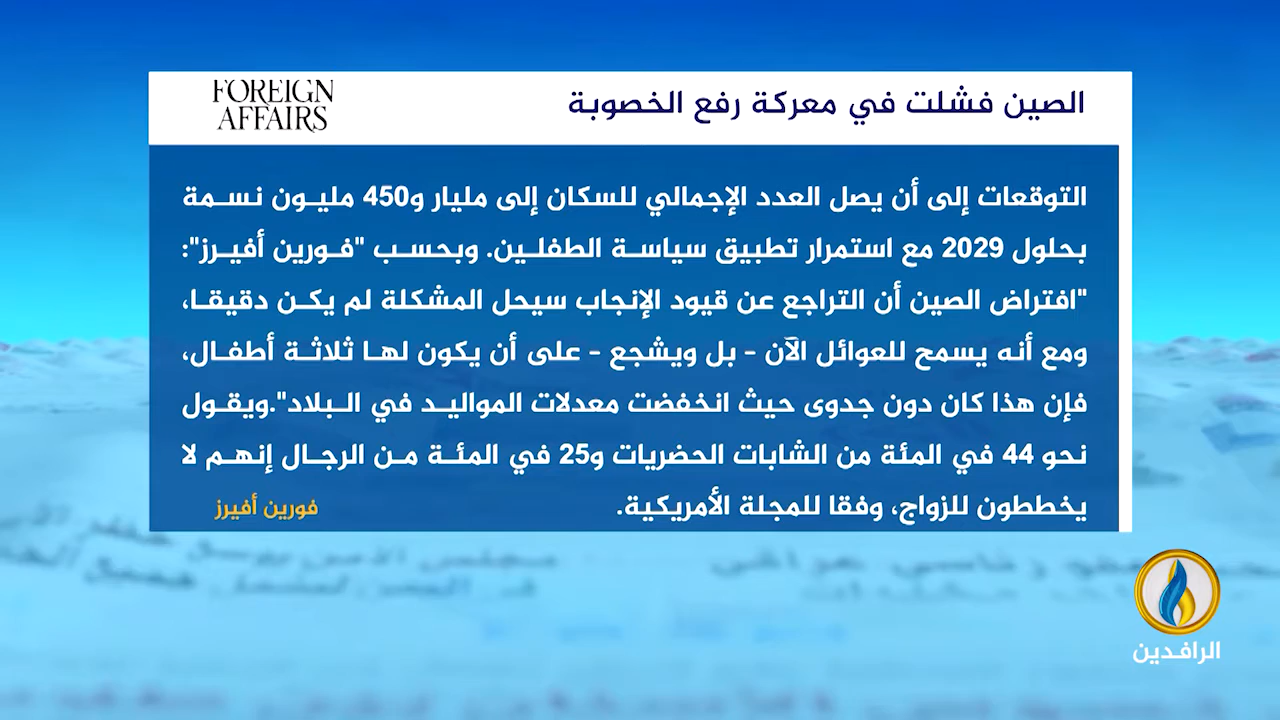 FOREIGN
AFFAIRS
الصين فشلت في معركة رفع الخصوبة
التوقعات إلى أن يصل العدد الإجمالي للسكان إلى مليار و450 مليون نسمة
بحلول 2029 مع استمرار تطبيق سياسة الطفلين. وبحسب "فورين أفيرز":
"افتراض الصين أن التراجع عن قيود الإنجاب سيحل المشكلة لم يكن دقيقا،
ومع أنه يسمح للعوائل الآن - بل ويشجع - على أن يكون لها ثلاثة أطفال،
فإن هذا كان دون جدوى حيث انخفضت معدلات المواليد في البلاد".ويقول
نحو 44 في المئة من الشابات الحضريات و25 في المئة من الرجال إنهم لا
يخططون للزواج، وفقا للمجلة الأمريكية.
فورين أفيرز
الرافدين